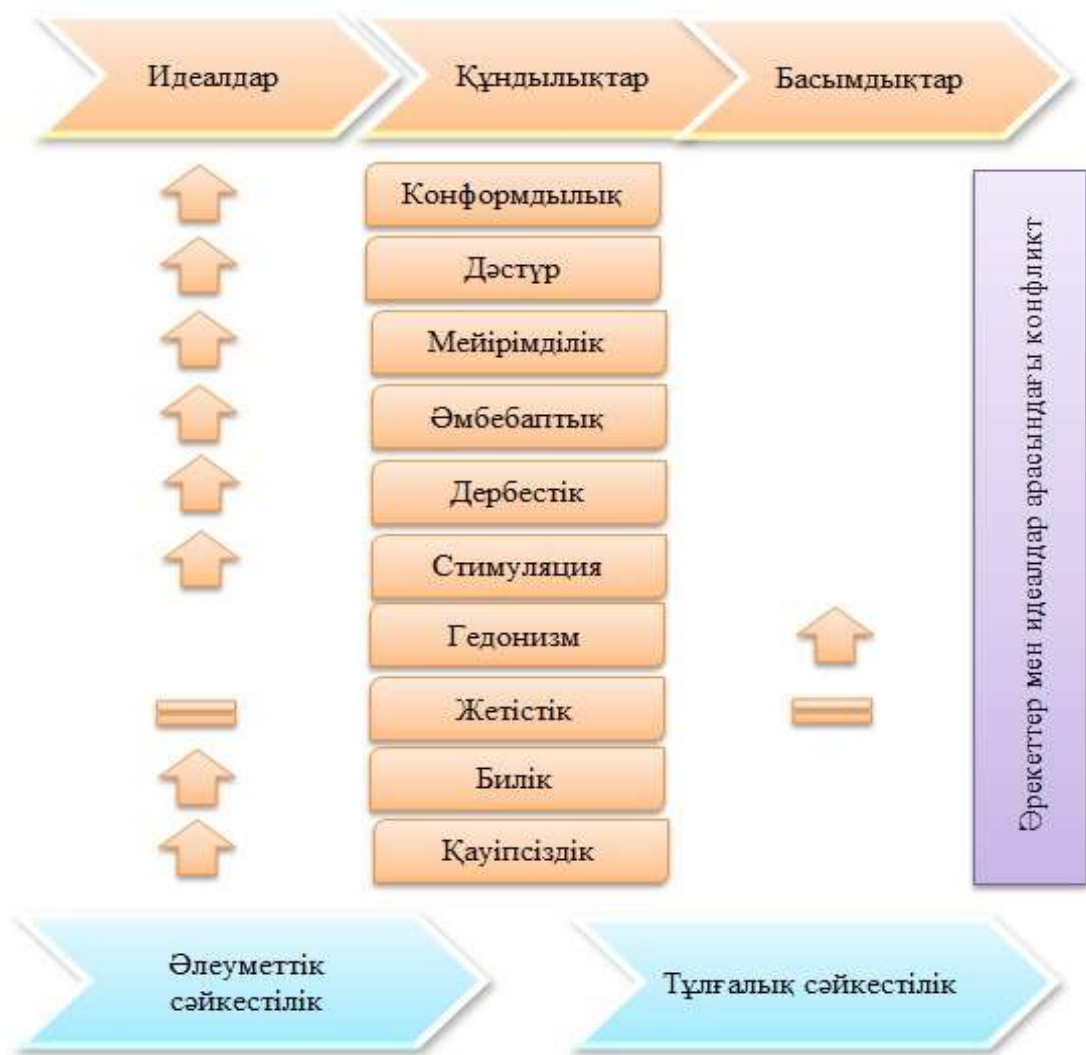 Идеалдар
Құндылықтар
Басымдықтар
Конформдылық
Дәстүр
Мейірімділік
Әмбебаптық
Дербестік
Стимуляция
Гедонизм
Жетістік
Билік
Қауіпсіздік
Әрекеттер мен идеалдар арасындағы конфликт
Әлеуметтік
сәйкестілік
Тұлғалық сәйкестілік